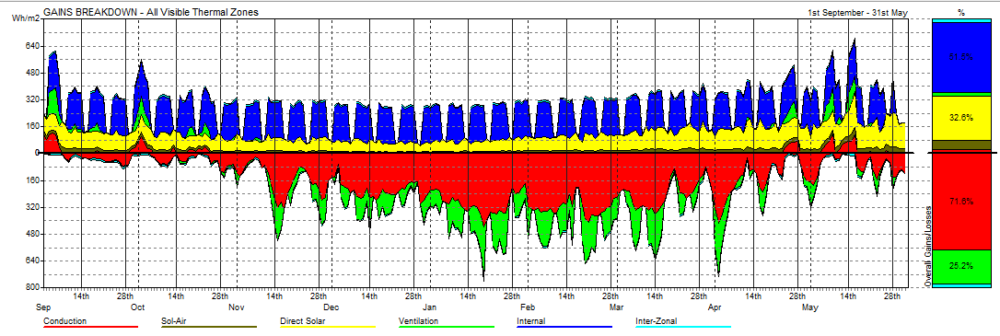 GAINS BREAKDOWN - All Visible Thermal Zones 1st September - 31st May %
Wh/m2
640
480
320
160
0
160
320
480
640
800
32.6%
71.6%
25.2%
Overall Gains/Losses
14th 28th 14th 28th 14th 28th 14th 28th 14th 28th 14th 28th 14th 28th 14th 28th 14th 28th
Sep Oct Nov Dec Jan Feb Mar Apr May
Conduction Sol-Air Direct Solar Ventilation Internal Inter-Zonal